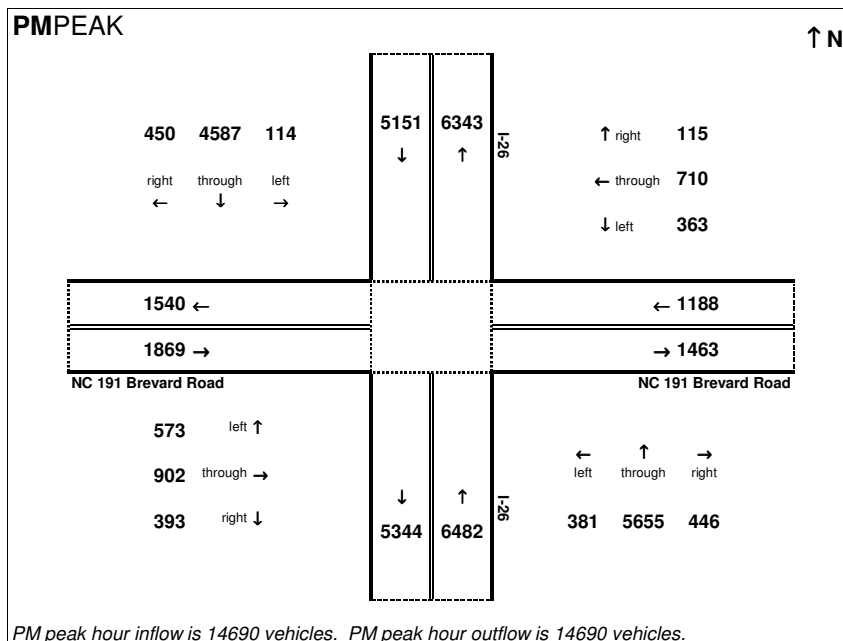 PMPEAK
↑ N
450 4587 114
right through left
← ↓ →
5151 6343
↓ ↑
I-26
↑ right 115
← through 710
↓ left 363
1540 ←
← 1188
1869 →
→ 1463
NC 191 Brevard Road
NC 191 Brevard Road
573 left ↑
902 through →
393 right ↓
↓ ↑
5344 6482
I-26
← ↑ →
left through right
381 5655 446
PM peak hour inflow is 14690 vehicles. PM peak hour outflow is 14690 vehicles.